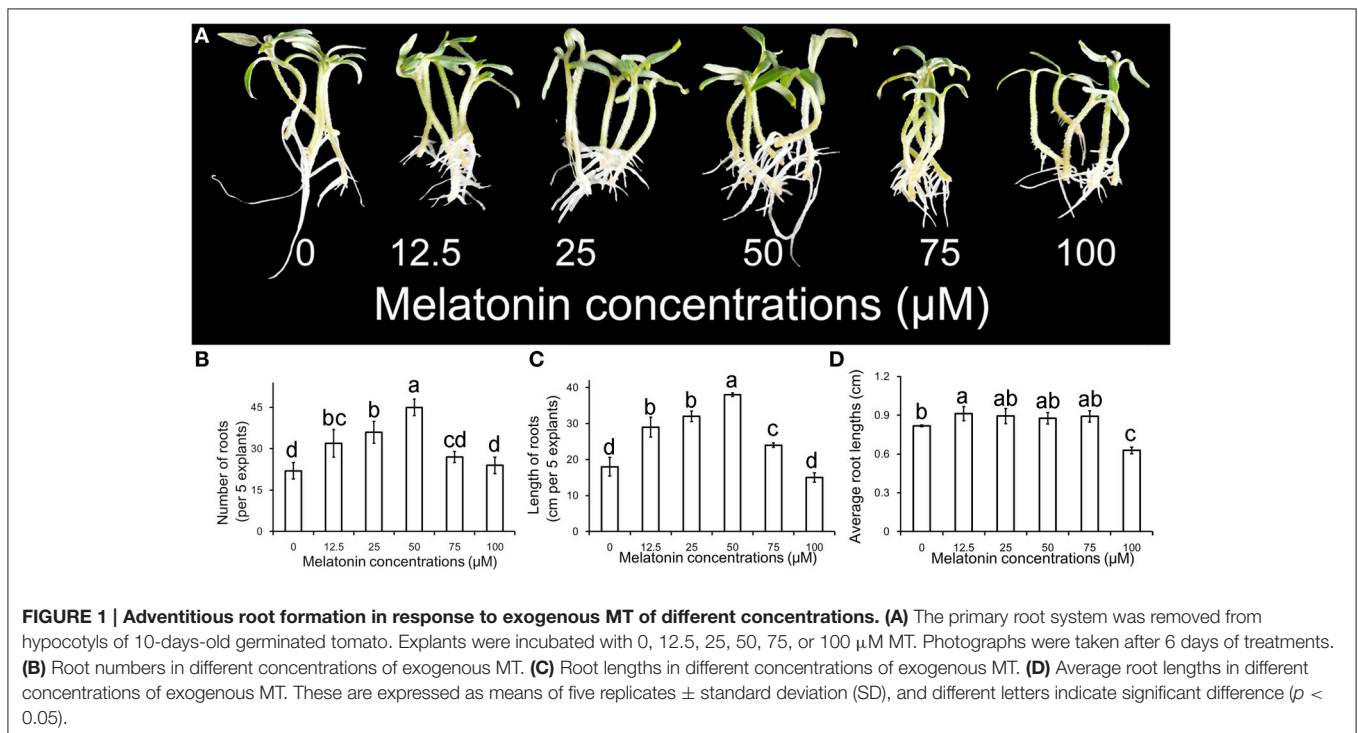 A
0 12.5 25 50 75 100
Melatonin concentrations (μM)
B
Number of roots
(per 5 explants)
45
30
15
0
d bc b a cd d
0 12.5 25 50 75 100
Melatonin concentrations (μM)
C
Length of roots
(cm per 5 explants)
40
30
20
10
0
d b b a c d
0 12.5 25 50 75 100
Melatonin concentrations (μM)
D
Average root lengths (cm)
1.2
0.9
0.6
0.3
0
b a ab ab ab c
0 12.5 25 50 75 100
Melatonin concentrations (μM)
FIGURE 1 | Adventitious root formation in response to exogenous MT of different concentrations. (A) The primary root system was removed from
hypocotyls of 10-days-old germinated tomato. Explants were incubated with 0, 12.5, 25, 50, 75, or 100 μM MT. Photographs were taken after 6 days of treatments.
(B) Root numbers in different concentrations of exogenous MT. (C) Root lengths in different concentrations of exogenous MT. (D) Average root lengths in different
concentrations of exogenous MT. These are expressed as means of five replicates ± standard deviation (SD), and different letters indicate significant difference (p <
0.05).